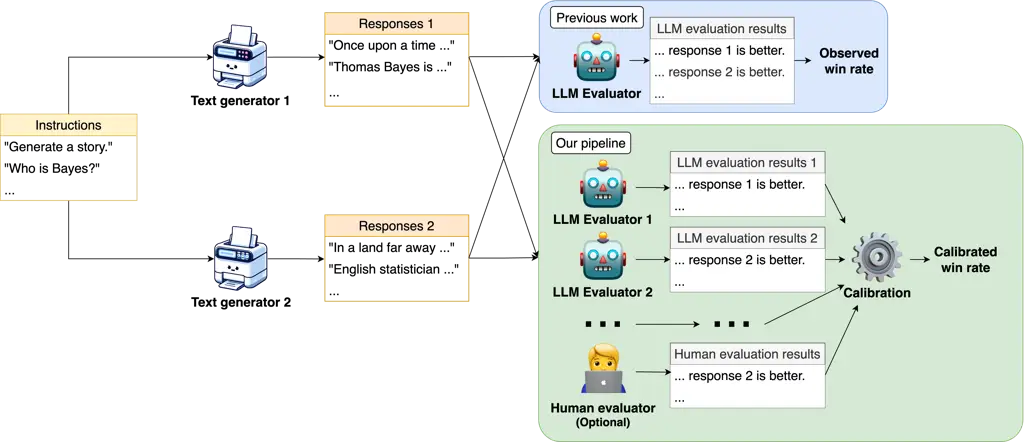 Instructions
"Generate a story."
"Who is Bayes?"
...
Text generator 1
Responses 1
"Once upon a time ..."
"Thomas Bayes is ..."
...
Text generator 2
Responses 2
"In a land far away ..."
"English statistician ..."
...
Previous work
LLM Evaluator
LLM evaluation results
... response 1 is better.
... response 2 is better.
...
Observed
win rate
Our pipeline
LLM Evaluator 1
LLM evaluation results 1
... response 1 is better.
...
LLM Evaluator 2
LLM evaluation results 2
... response 2 is better.
...
Human evaluator
(Optional)
Human evaluation results
... response 2 is better.
...
Calibration
Calibrated
win rate